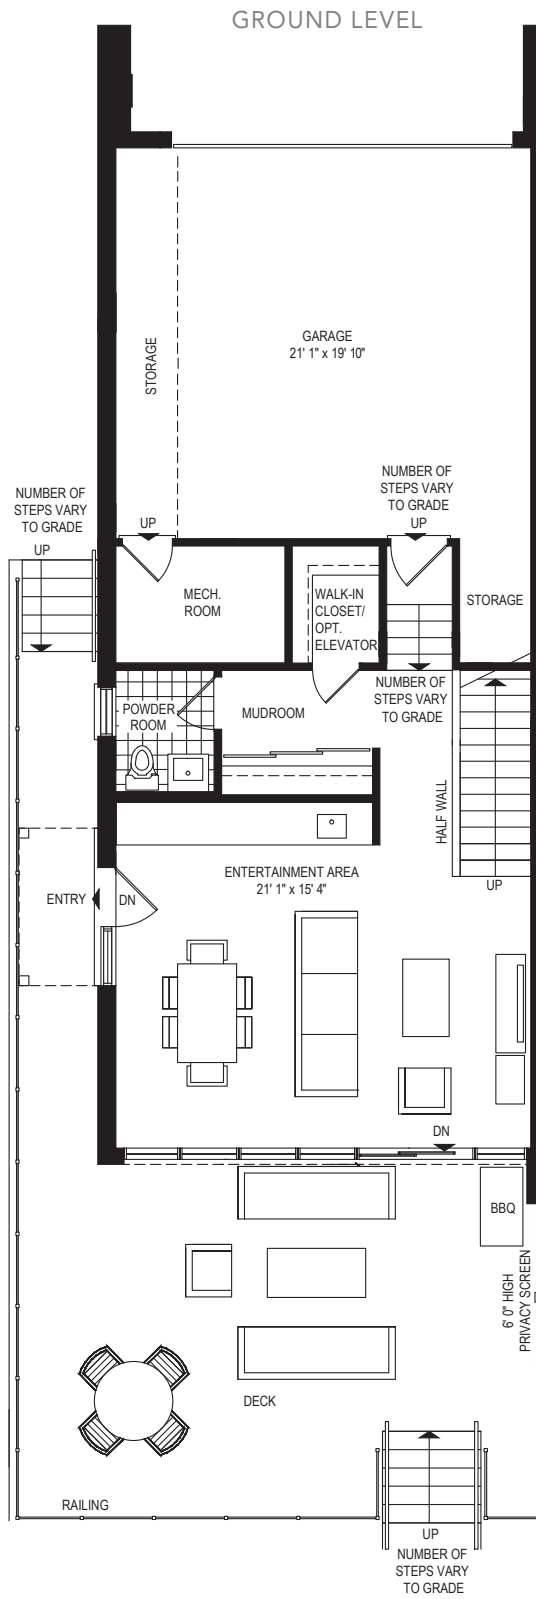 GROUND LEVEL
GARAGE
21' 1" x 19' 10"
STORAGE
NUMBER OF
STEPS VARY
TO GRADE
UP
NUMBER OF
STEPS VARY
TO GRADE
UP
UP
MECH.
ROOM
WALK-IN
CLOSET/
OPT.
ELEVATOR
STORAGE
NUMBER OF
STEPS VARY
TO GRADE
POWDER
ROOM
MUDROOM
HALF WALL
UP
ENTERTAINMENT AREA
21' 1" x 15' 4"
ENTRY
DN
DN
BBQ
6' 0" HIGH
PRIVACY SCREEN
DECK
RAILING
UP
NUMBER OF
STEPS VARY
TO GRADE